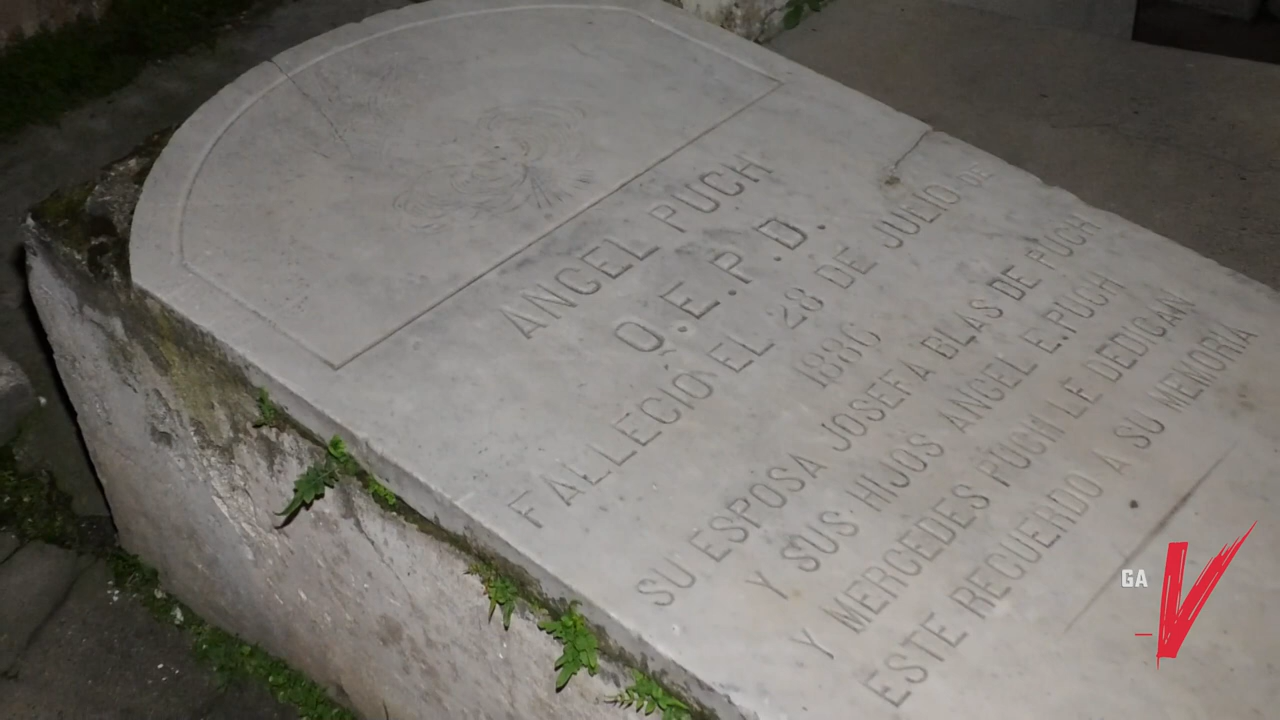 ANGEL PUCH
Q.E.P.D.
FALLECIÓ EL 28 DE JULIO DE
1886
SU ESPOSA JOSEFA BLAS DE PUCH
Y SUS HIJOS ANGEL E.PUCH
Y MERCEDES PUCH LE DEDICAN
ESTE RECUERDO A SU MEMORIA
GA
V